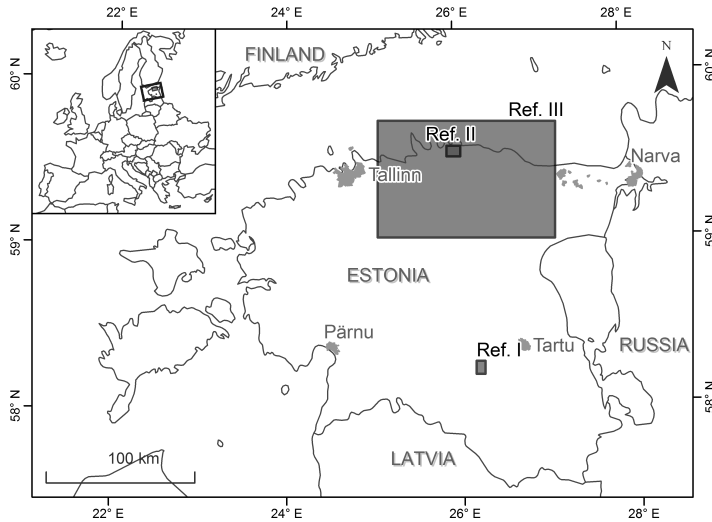 22° E
24° E
26° E
28° E
FINLAND
N
60° N
60° N
Ref. III
Ref. II
Narva
Tallinn
59° N
59° N
ESTONIA
Pärnu
Ref. I
Tartu
RUSSIA
58° N
58° N
LATVIA
100 km
22° E
24° E
26° E
28° E